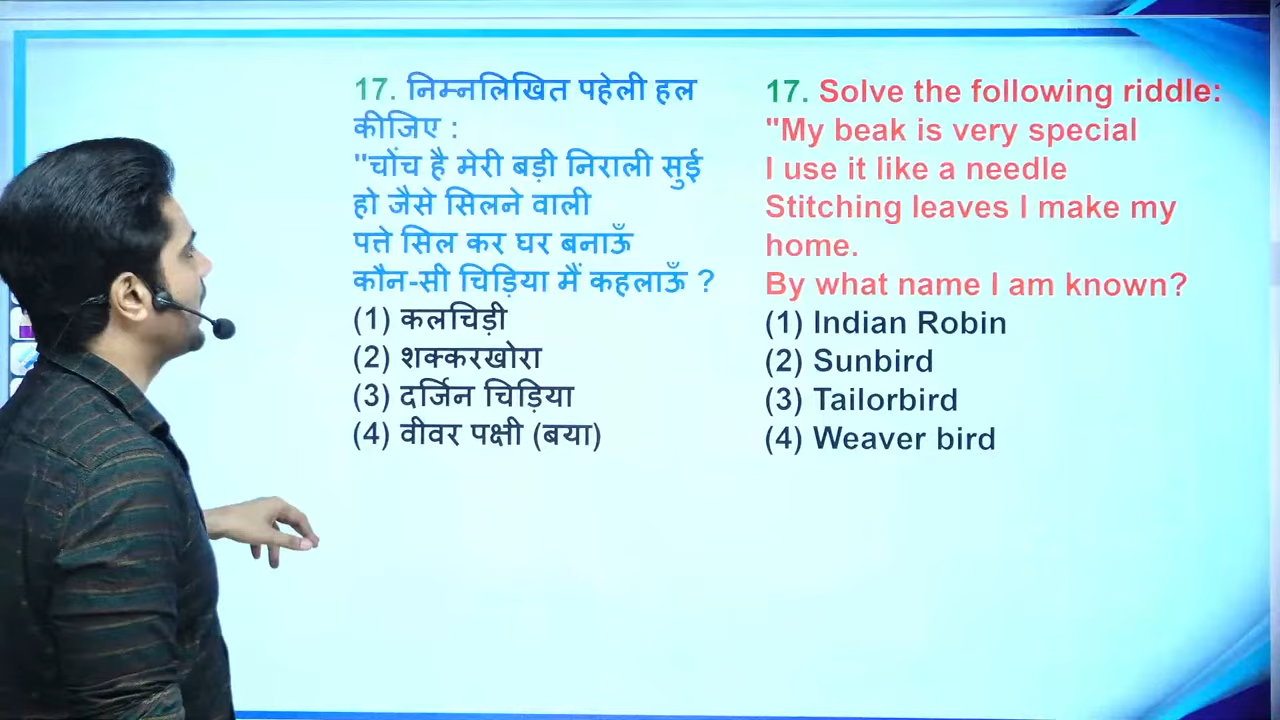 17. निम्नलिखित पहेली हल
कीजिए :
"चोंच है मेरी बड़ी निराली सुई
हो जैसे सिलने वाली
पत्ते सिल कर घर बनाऊँ
कौन-सी चिड़िया मैं कहलाऊँ ?
(1) कलचिड़ी
(2) शक्करखोरा
(3) दर्जिन चिड़िया
(4) वीवर पक्षी (बया)
17. Solve the following riddle:
"My beak is very special
I use it like a needle
Stitching leaves I make my
home.
By what name I am known?
(1) Indian Robin
(2) Sunbird
(3) Tailorbird
(4) Weaver bird